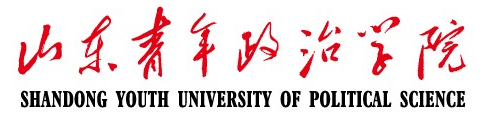 山东青年政治学院
SHANDONG YOUTH UNIVERSITY OF POLITICAL SCIENCE